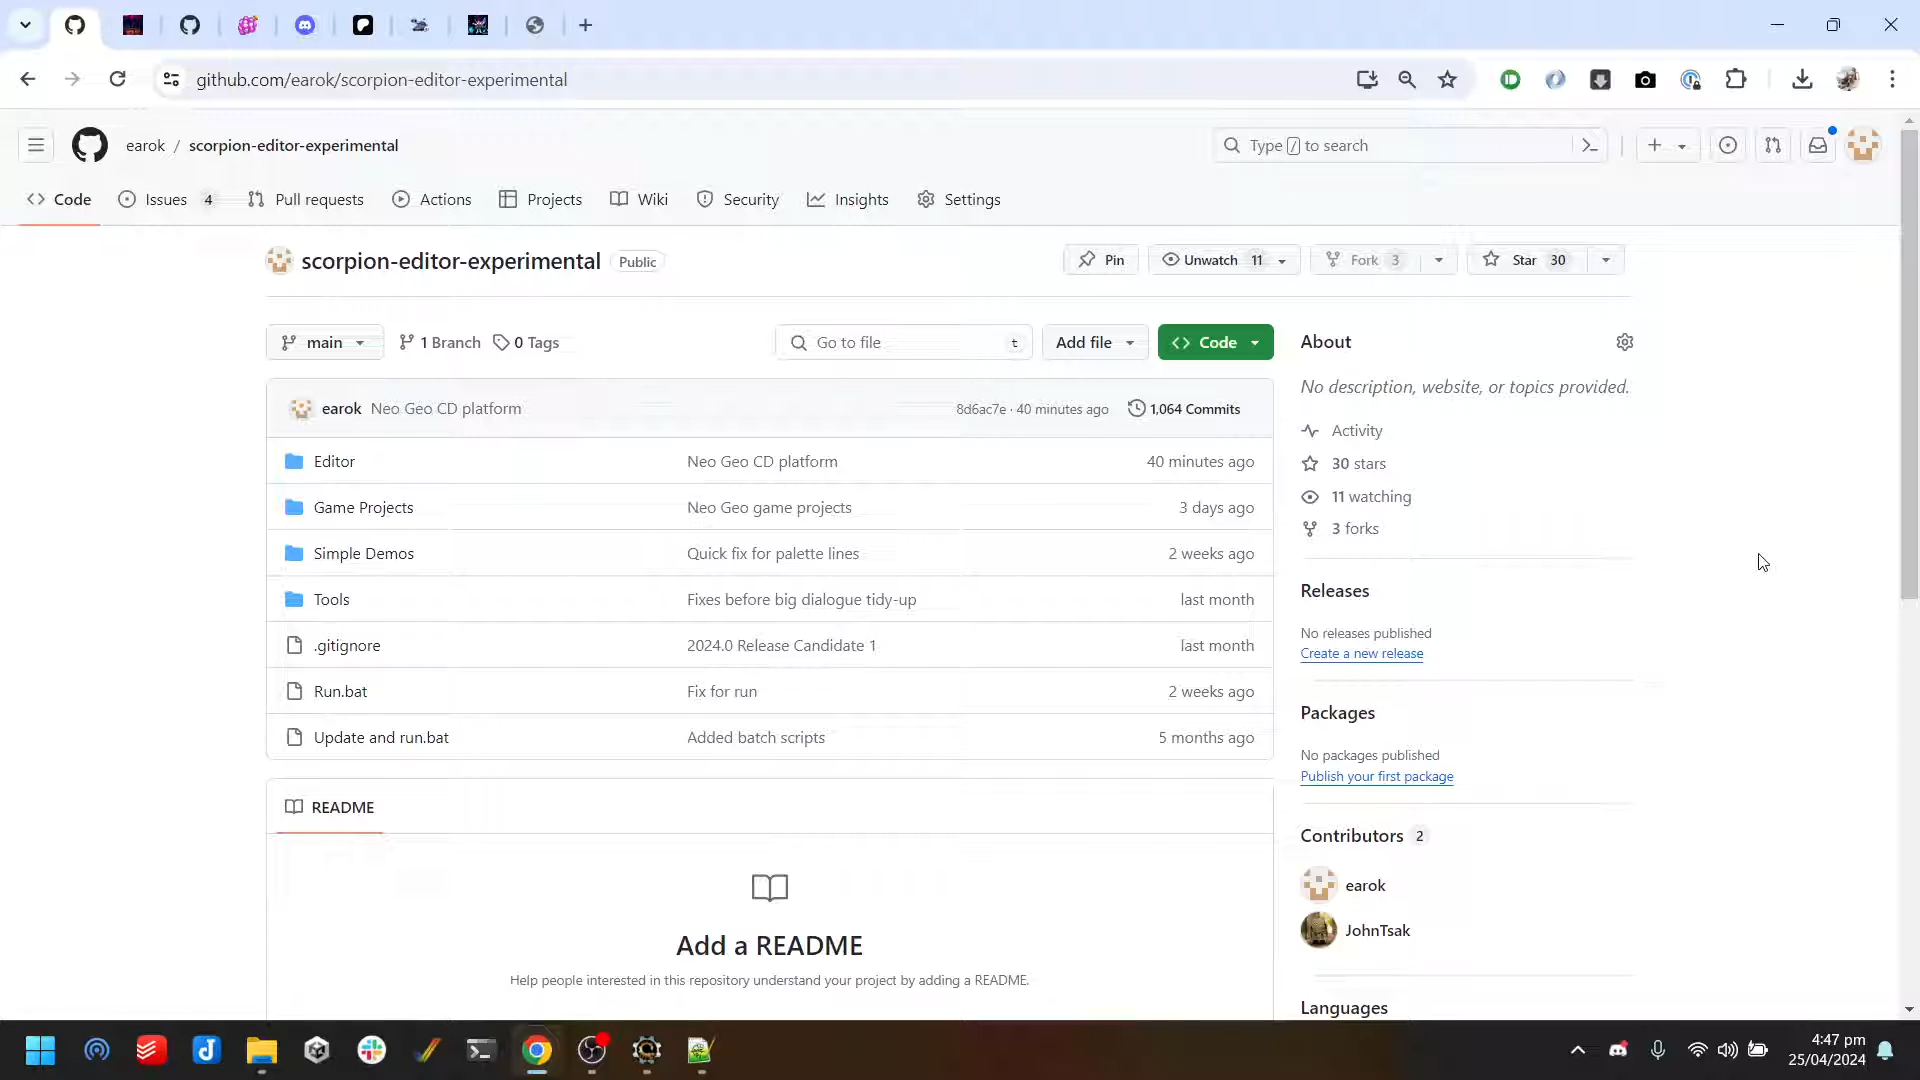 github.com/earok/scorpion-editor-experimental
earok / scorpion-editor-experimental
Type / to search
Code
Issues 4
Pull requests
Actions
Projects
Wiki
Security
Insights
Settings
scorpion-editor-experimental Public
Pin
Unwatch 11
Fork 3
Star 30
main
1 Branch
0 Tags
Go to file t
Add file
Code
earok Neo Geo CD platform 8d6ac7e · 40 minutes ago 1,064 Commits
Editor Neo Geo CD platform 40 minutes ago
Game Projects Neo Geo game projects 3 days ago
Simple Demos Quick fix for palette lines 2 weeks ago
Tools Fixes before big dialogue tidy-up last month
.gitignore 2024.0 Release Candidate 1 last month
Run.bat Fix for run 2 weeks ago
Update and run.bat Added batch scripts 5 months ago
README
Add a README
Help people interested in this repository understand your project by adding a README.
About
No description, website, or topics provided.
Activity
30 stars
11 watching
3 forks
Releases
No releases published
Create a new release
Packages
No packages published
Publish your first package
Contributors 2
earok
JohnTsak
Languages
4:47 pm
25/04/2024